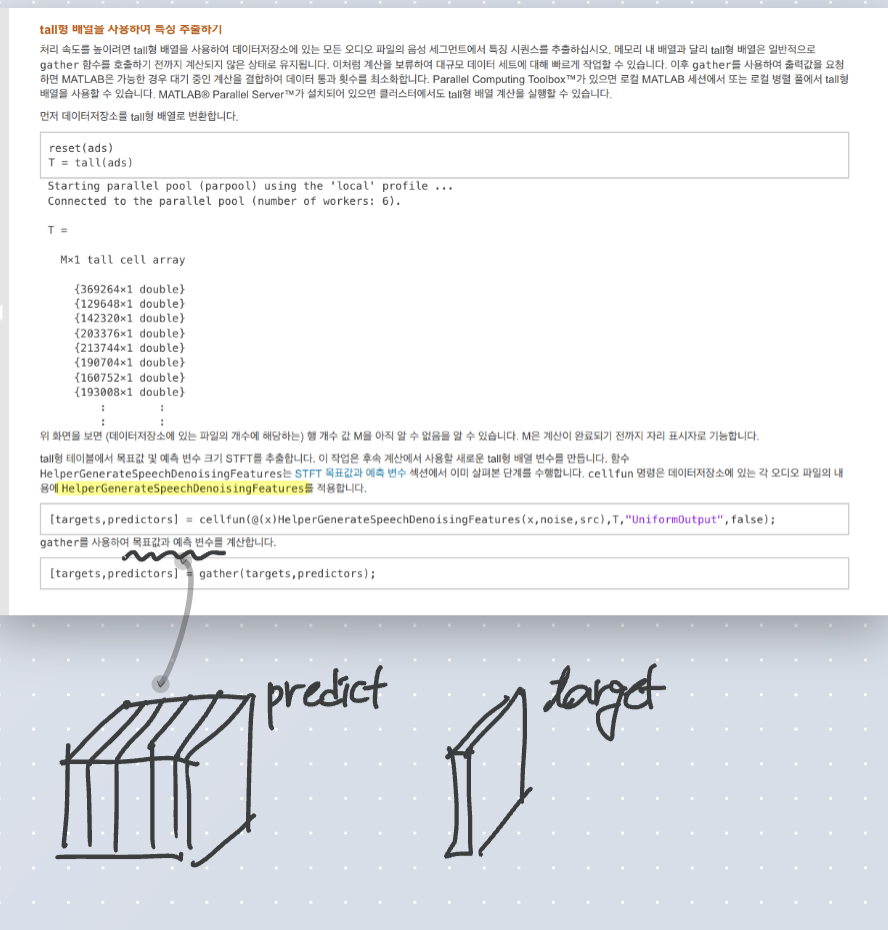 tall형 배열을 사용하여 특징 추출하기
처리 속도를 높이려면 tall형 배열을 사용하여 데이터저장소에 있는 모든 오디오 파일의 음성 세그먼트에서 특징 시퀀스를 추출하십시오. 메모리 내 배열과 달리 tall형 배열은 일반적으로
gather 함수를 호출하기 전까지 계산되지 않은 상태로 유지됩니다. 이처럼 계산을 보류하여 대규모 데이터 세트에 대해 빠르게 작업할 수 있습니다. 이후 gather를 사용하여 출력값을 요청
하면 MATLAB은 가능한 경우 대기 중인 계산을 결합하여 데이터 통과 횟수를 최소화합니다. Parallel Computing Toolbox™가 있으면 로컬 MATLAB 세션에서 또는 로컬 병렬 풀에서 tall형
배열을 사용할 수 있습니다. MATLAB® Parallel Server™가 설치되어 있으면 클러스터에서도 tall형 배열 계산을 실행할 수 있습니다.
먼저 데이터저장소를 tall형 배열로 변환합니다.
reset(ads)
T = tall(ads)
Starting parallel pool (parpool) using the 'local' profile ...
Connected to the parallel pool (number of workers: 6).
T =
M×1 tall cell array
{369264×1 double}
{129648×1 double}
{142320×1 double}
{203376×1 double}
{213744×1 double}
{190704×1 double}
{160752×1 double}
{193008×1 double}
: :
: :
위 화면을 보면 (데이터저장소에 있는 파일의 개수에 해당하는) 행 개수 값 M을 아직 알 수 없음을 알 수 있습니다. M은 계산이 완료되기 전까지 자리 표시자로 기능합니다.
tall형 테이블에서 목표값 및 예측 변수 크기 STFT를 추출합니다. 이 작업은 후속 계산에서 사용할 새로운 tall형 배열 변수를 만듭니다. 함수
HelperGenerateSpeechDenoisingFeatures는 STFT 목표값과 예측 변수 섹션에서 이미 살펴본 단계를 수행합니다. cellfun 명령은 데이터저장소에 있는 각 오디오 파일의 내
용에 HelperGenerateSpeechDenoisingFeatures를 적용합니다.
[targets,predictors] = cellfun(@(x)HelperGenerateSpeechDenoisingFeatures(x,noise,src),T,"UniformOutput",false);
gather를 사용하여 목표값과 예측 변수를 계산합니다.
[targets,predictors] = gather(targets,predictors);
predict
target